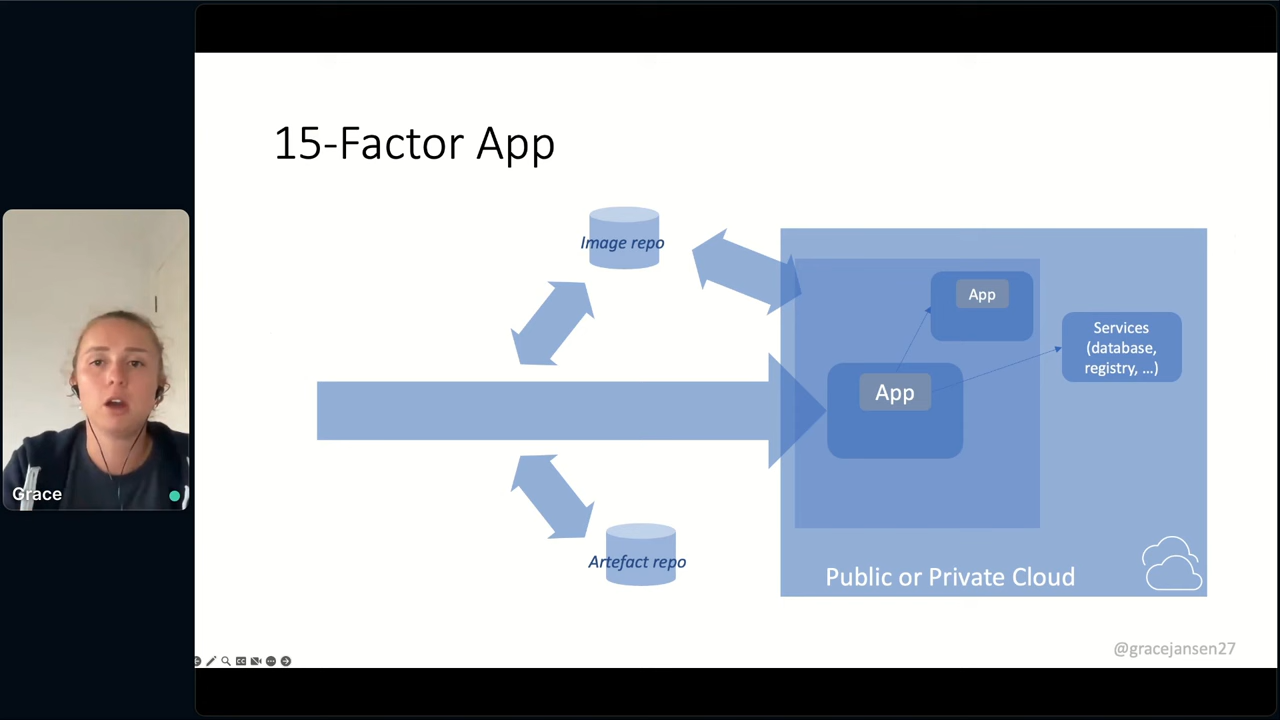 15-Factor App
Image repo
App
Services
(database,
registry, ...)
App
Grace
Artefact repo
Public or Private Cloud
@gracejansen27